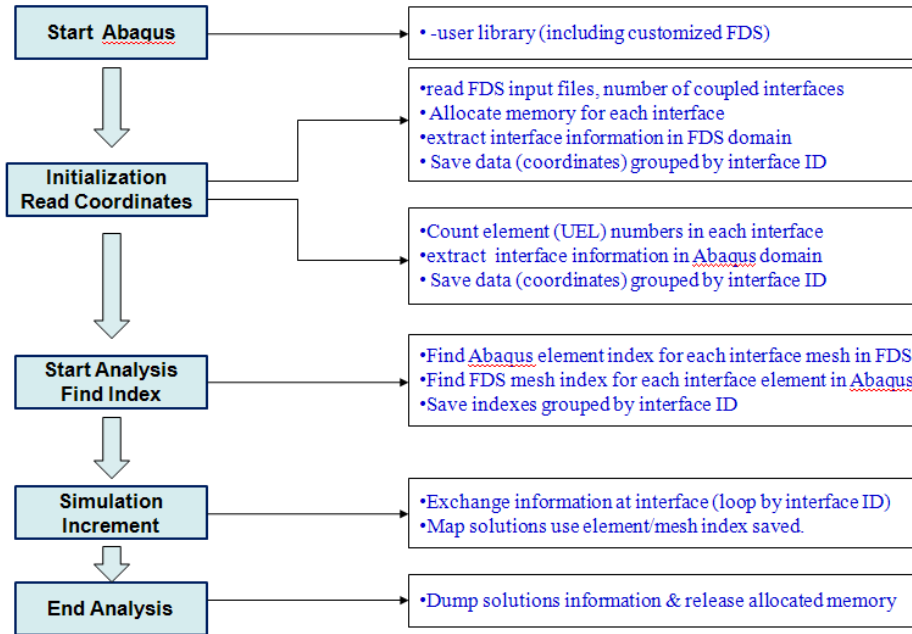 Start Abaqus
• -user library (including customized FDS)
•read FDS input files, number of coupled interfaces
• Allocate memory for each interface
•extract interface information in FDS domain
• Save data (coordinates) grouped by interface ID
Initialization
Read Coordinates
•Count element (UEL) numbers in each interface
•extract interface information in Abaqus domain
• Save data (coordinates) grouped by interface ID
Start Analysis
Find Index
•Find Abaqus element index for each interface mesh in FDS
•Find FDS mesh index for each interface element in Abaqus
•Save indexes grouped by interface ID
Simulation
Increment
•Exchange information at interface (loop by interface ID)
•Map solutions use element/mesh index saved.
End Analysis
•Dump solutions information & release allocated memory